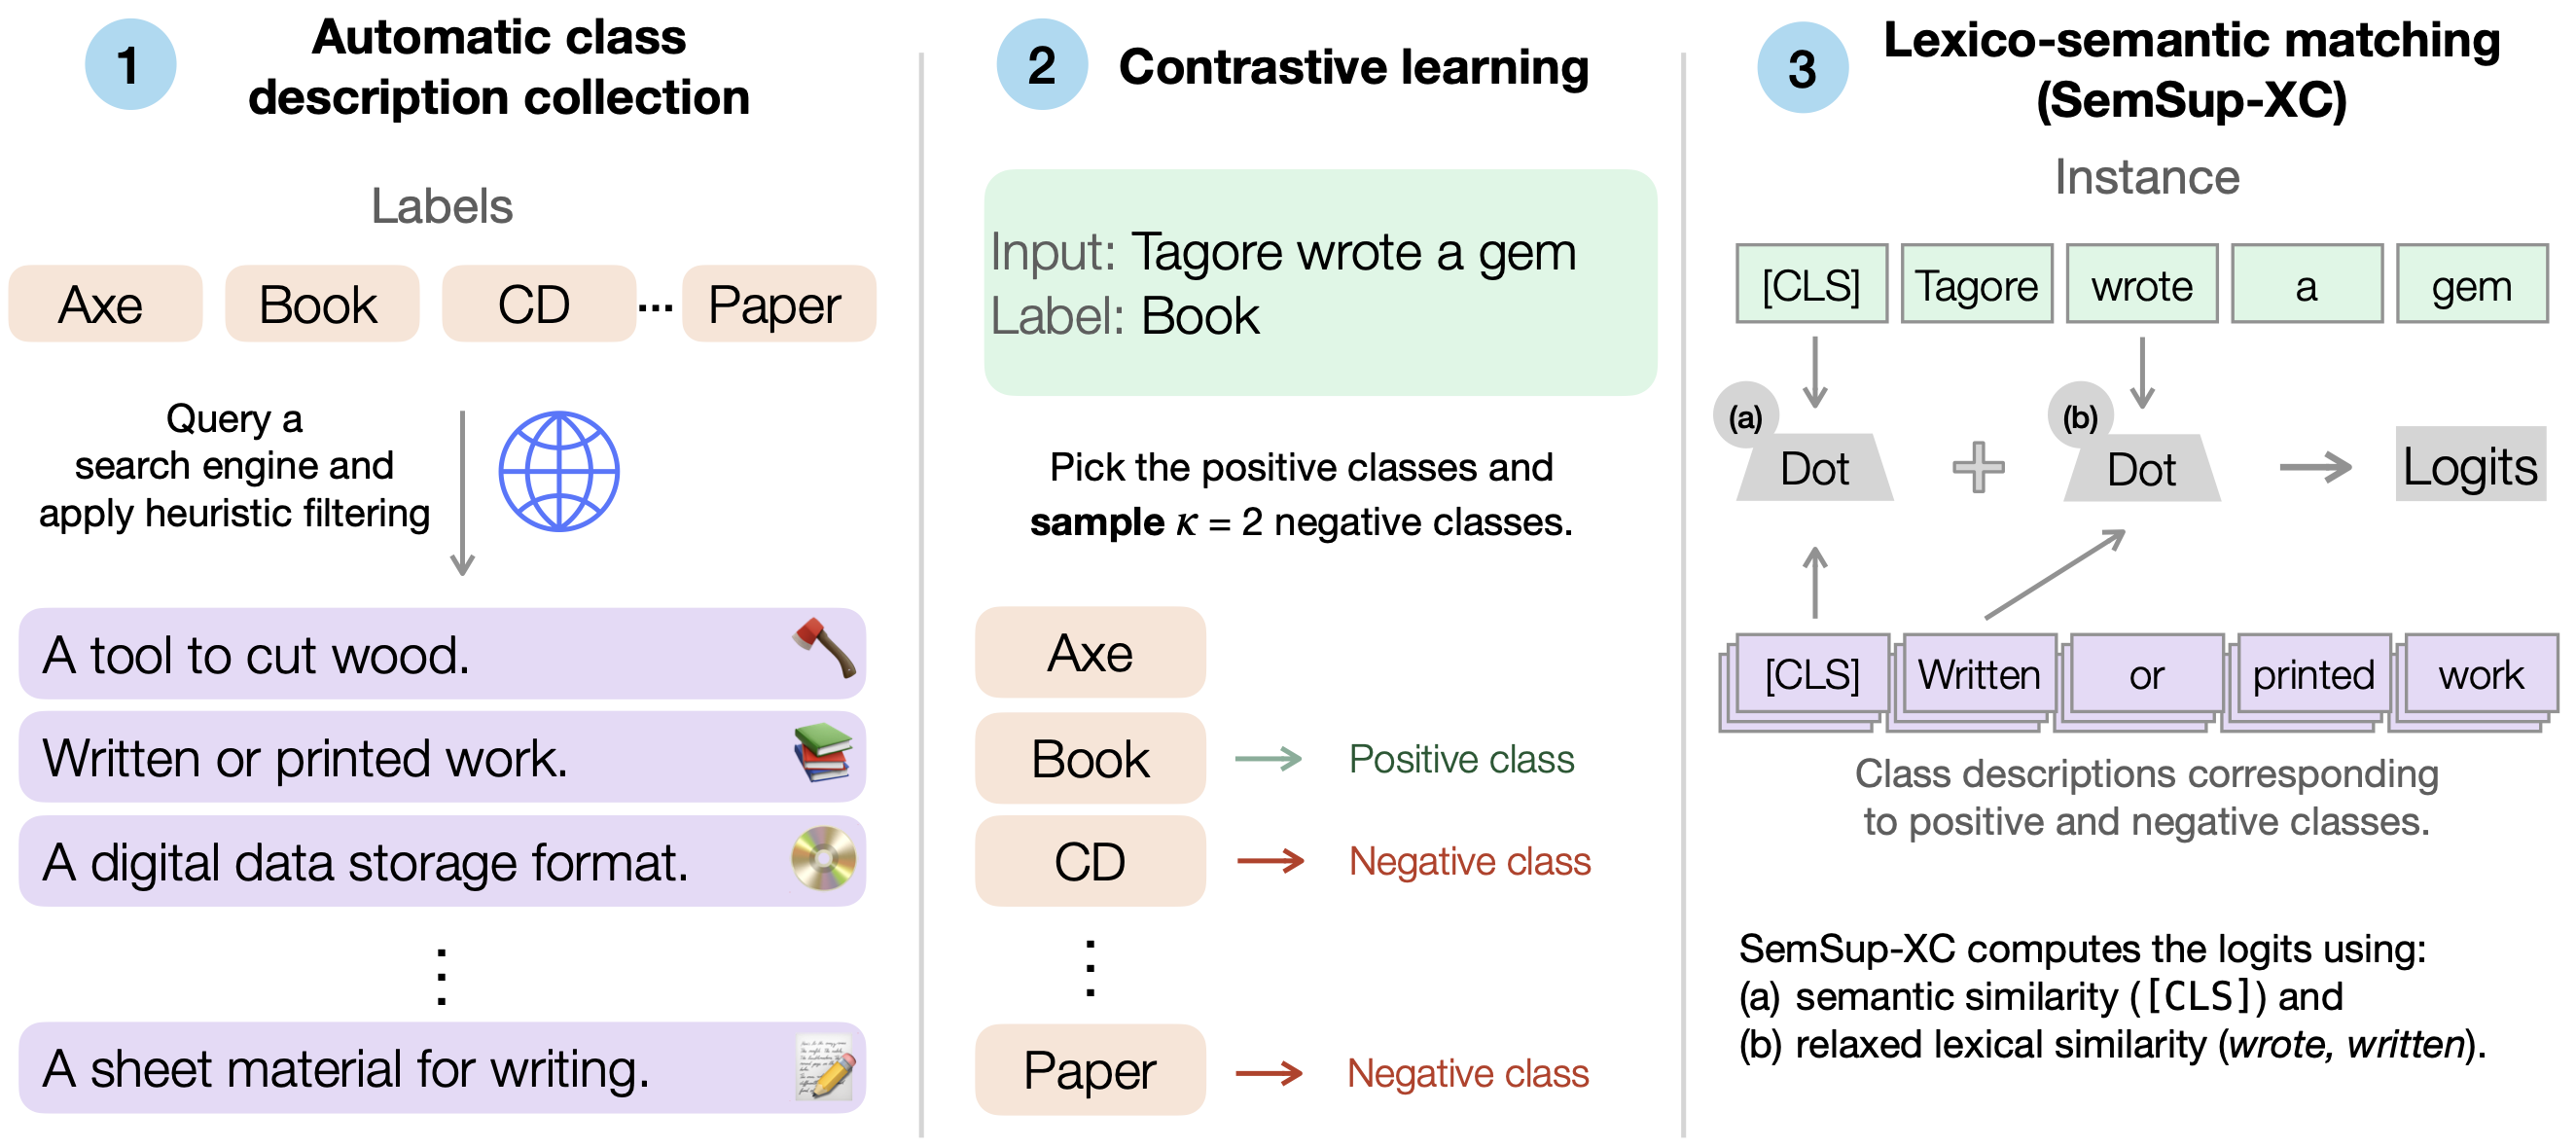 1
Automatic class
description collection
Labels
Axe
Book
CD
...
Paper
Query a
search engine and
apply heuristic filtering
A tool to cut wood.
Written or printed work.
A digital data storage format.
⋮
A sheet material for writing.
2
Contrastive learning
Input: Tagore wrote a gem
Label: Book
Pick the positive classes and
sample κ = 2 negative classes.
Axe
Book → Positive class
CD → Negative class
⋮
Paper → Negative class
3
Lexico-semantic matching
(SemSup-XC)
Instance
[CLS] Tagore wrote a gem
(a) (b)
Dot + Dot → Logits
[CLS] Written or printed work
Class descriptions corresponding
to positive and negative classes.
SemSup-XC computes the logits using:
(a) semantic similarity ([CLS]) and
(b) relaxed lexical similarity (wrote, written).